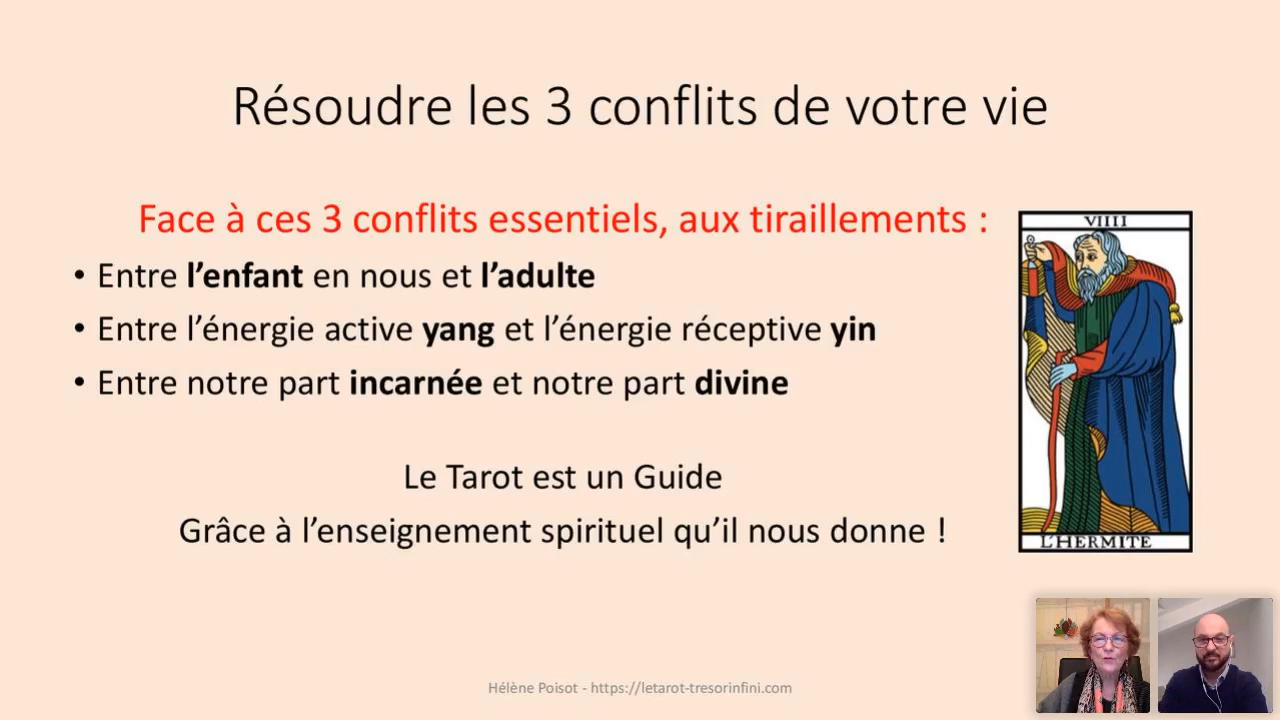 Résoudre les 3 conflits de votre vie
Face à ces 3 conflits essentiels, aux tiraillements :
• Entre l’enfant en nous et l’adulte
• Entre l’énergie active yang et l’énergie réceptive yin
• Entre notre part incarnée et notre part divine
Le Tarot est un Guide
Grâce à l’enseignement spirituel qu’il nous donne !
VIIII
L’HERMITE
Hélène Poisot - https://letarot-tresorinfini.com